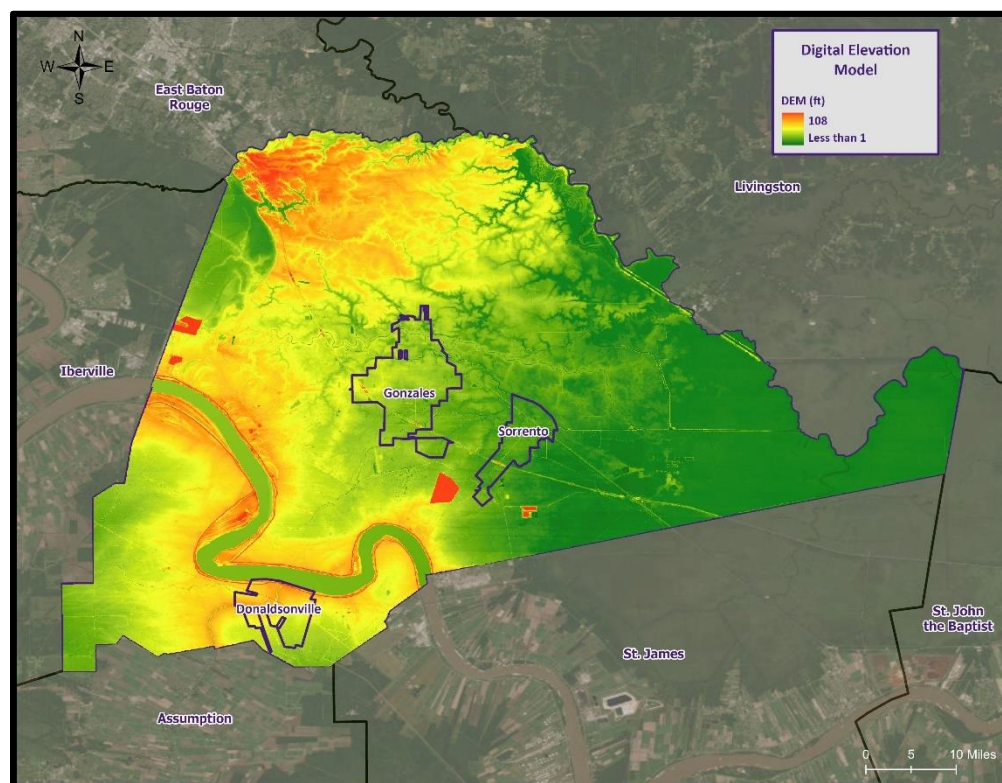 N
W E
S
Digital Elevation
Model
DEM (ft)
108
Less than 1
East Baton
Rouge
Livingston
Iberville
Gonzales
Sorrento
Donaldsonville
St. John
the Baptist
St. James
Assumption
0 5 10 Miles